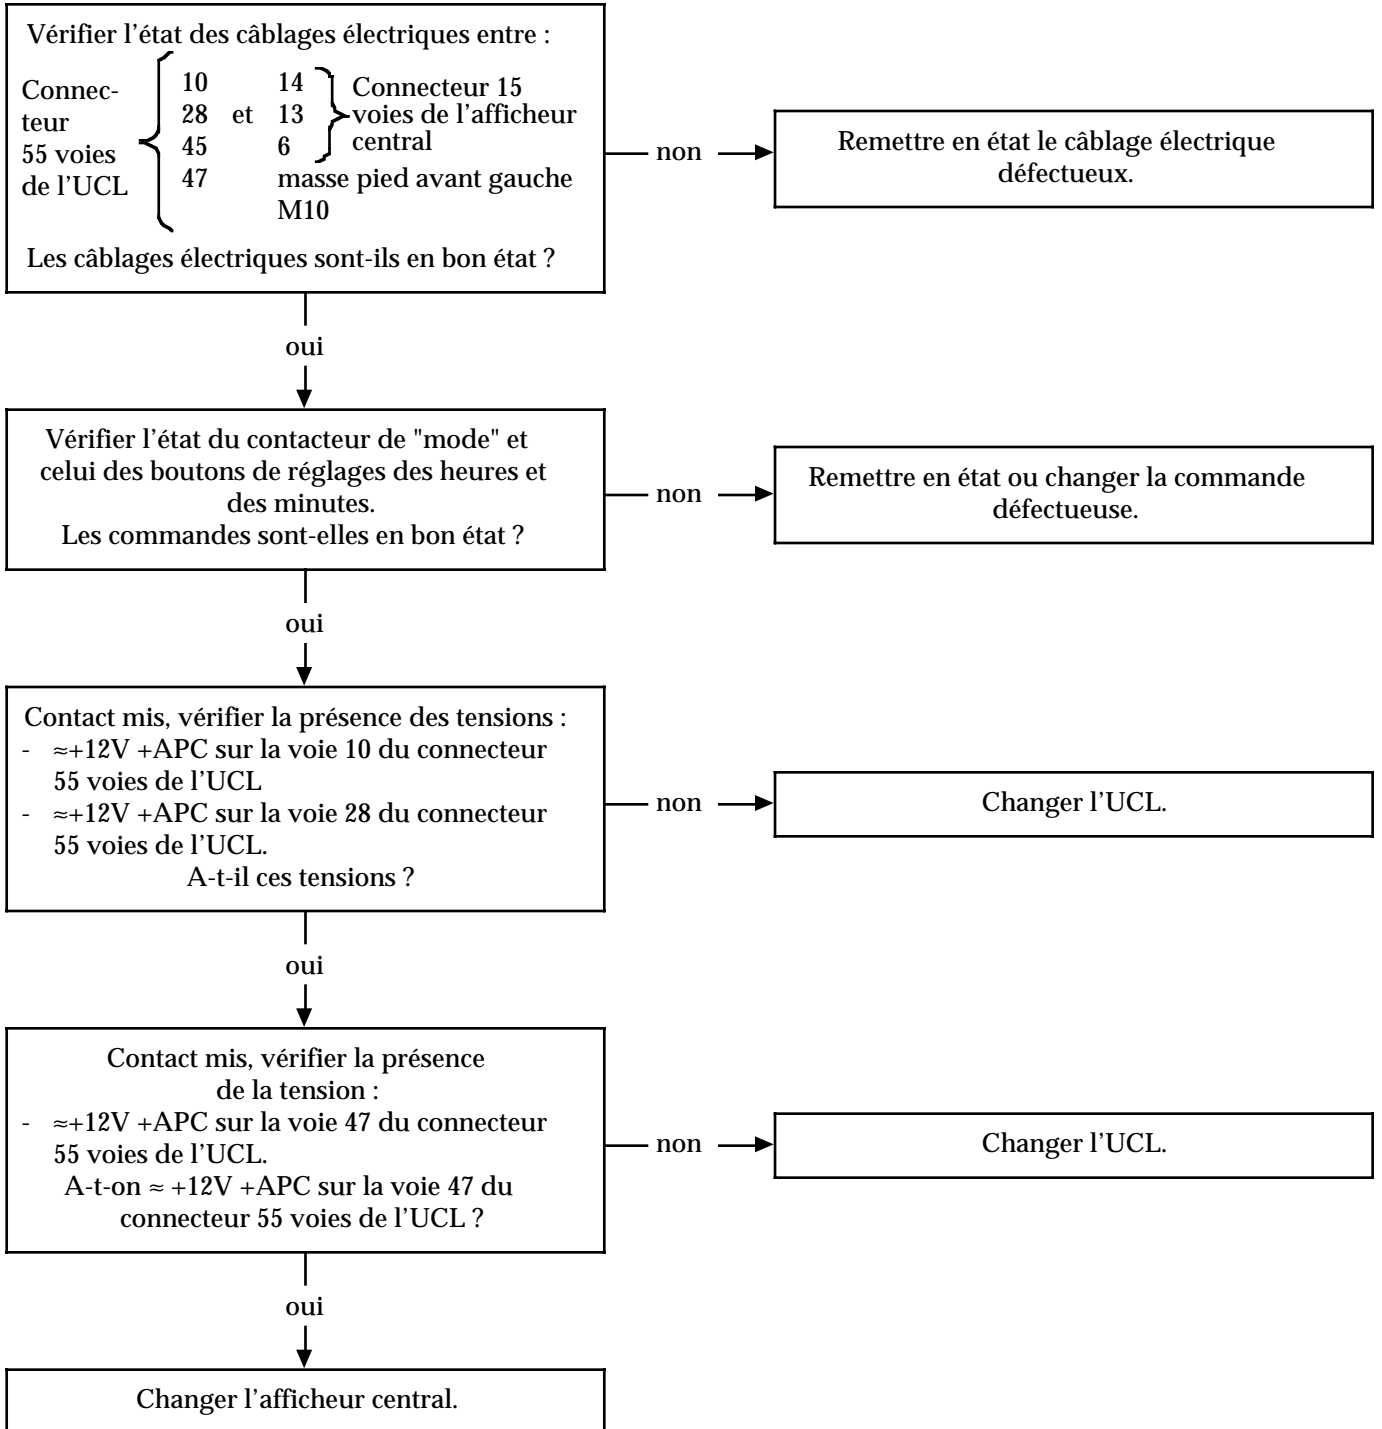 Vérifier l’état des câblages électriques entre :
Connec-
teur
55 voies
de l’UCL
10 14
28 et 13
45 6
47 masse pied avant gauche
M10
Connecteur 15
voies de l’afficheur
central
Les câblages électriques sont-ils en bon état ?
non
Remettre en état le câblage électrique
défectueux.
oui
Vérifier l’état du contacteur de "mode" et
celui des boutons de réglages des heures et
des minutes.
Les commandes sont-elles en bon état ?
non
Remettre en état ou changer la commande
défectueuse.
oui
Contact mis, vérifier la présence des tensions :
- ≈+12V +APC sur la voie 10 du connecteur
55 voies de l’UCL
- ≈+12V +APC sur la voie 28 du connecteur
55 voies de l’UCL.
A-t-il ces tensions ?
non
Changer l’UCL.
oui
Contact mis, vérifier la présence
de la tension :
- ≈+12V +APC sur la voie 47 du connecteur
55 voies de l’UCL.
A-t-on ≈ +12V +APC sur la voie 47 du
connecteur 55 voies de l’UCL ?
non
Changer l’UCL.
oui
Changer l’afficheur central.